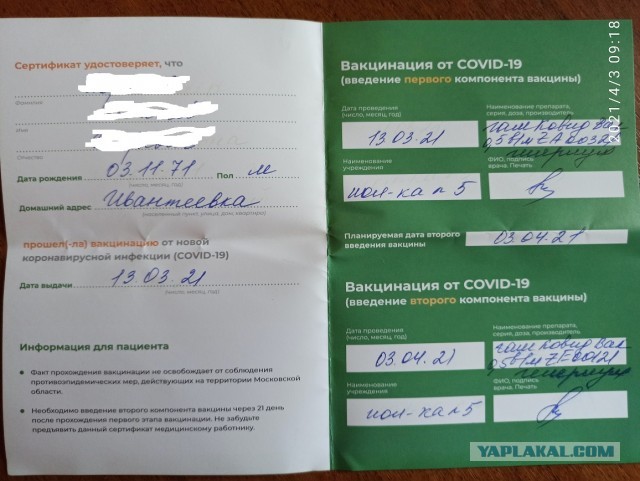 Сертификат удостоверяет, что
Фамилия
Имя
Отчество
Дата рождения 03.11.71 Пол м
(число, месяц, год)
Домашний адрес Ивантеевка
(населенный пункт, улица, дом, квартира)
прошел(-ла) вакцинацию от новой
коронавирусной инфекции (COVID-19)
Дата выдачи 13.03.21
(число, месяц, год)
Информация для пациента
Факт прохождения вакцинации не освобождает от соблюдения
противоэпидемических мер, действующих на территории Московской
области.
Необходимо введение второго компонента вакцины через 21 день
после прохождения первого этапа вакцинации. Не забудьте
предъявить данный сертификат медицинскому работнику.
Вакцинация от COVID-19
(введение первого компонента вакцины)
Дата проведения
(число, месяц, год)
13.03.21
Наименование препарата,
серия, доза, производитель
гам Ковид Вак
генериум
Наименование
учреждения
пол-ка n 5
ФИО, подпись
врача. Печать
Планируемая дата второго
введения вакцины
03.04.21
Вакцинация от COVID-19
(введение второго компонента вакцины)
Дата проведения
(число, месяц, год)
03.04.21
Наименование препарата,
серия, доза, производитель
гам Ковид Вак
генериум
Наименование
учреждения
пол-ка n 5
ФИО, подпись
врача. Печать
2021/4/3 09:18
YAPLAKAL.COM